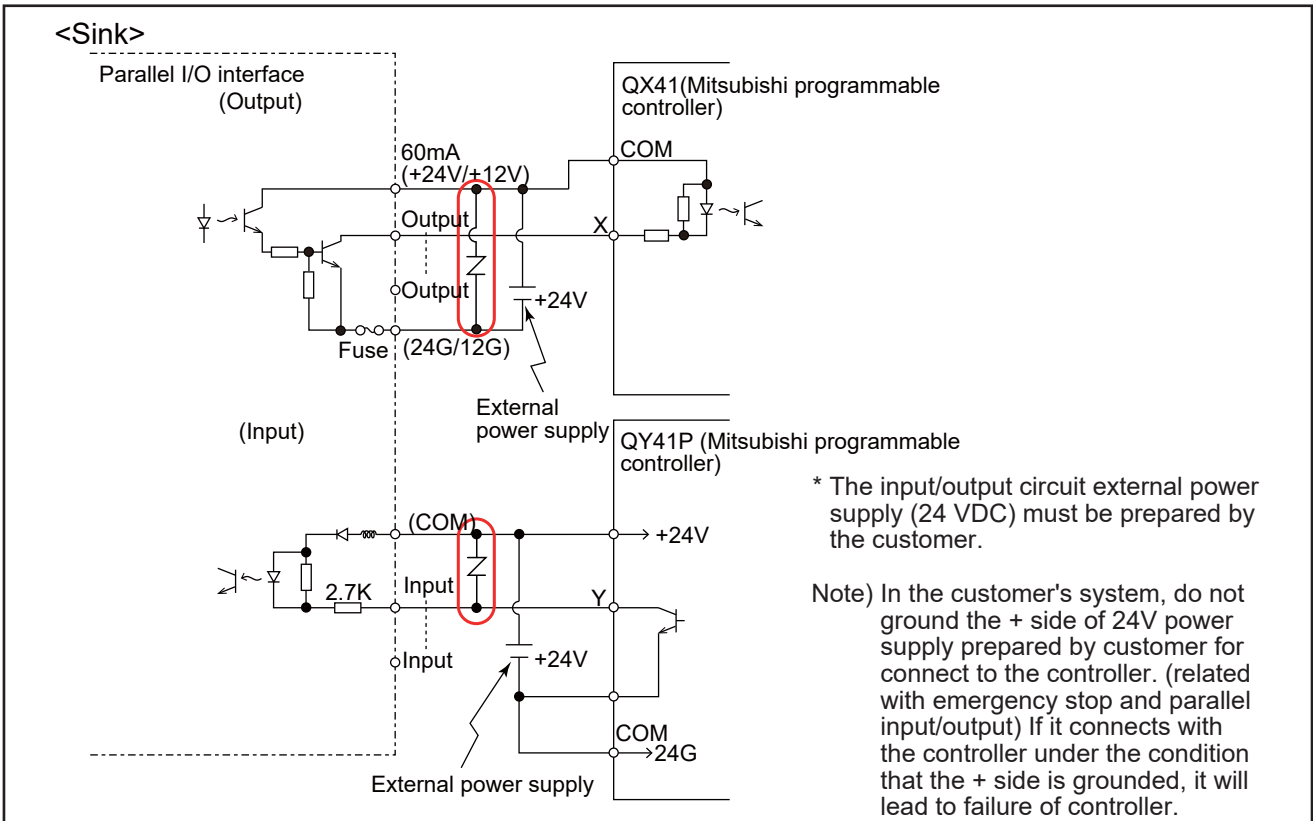 <Sink>
Parallel I/O interface
(Output)
QX41(Mitsubishi programmable
controller)
60mA
(+24V/+12V)
COM
Output
X
Output
+24V
Fuse
(24G/12G)
External
power supply
(Input)
QY41P (Mitsubishi programmable
controller)
(COM)
+24V
Input
2.7K
Y
Input
+24V
COM
24G
External power supply
* The input/output circuit external power
supply (24 VDC) must be prepared by
the customer.
Note) In the customer's system, do not
ground the + side of 24V power
supply prepared by customer for
connect to the controller. (related
with emergency stop and parallel
input/output) If it connects with
the controller under the condition
that the + side is grounded, it will
lead to failure of controller.